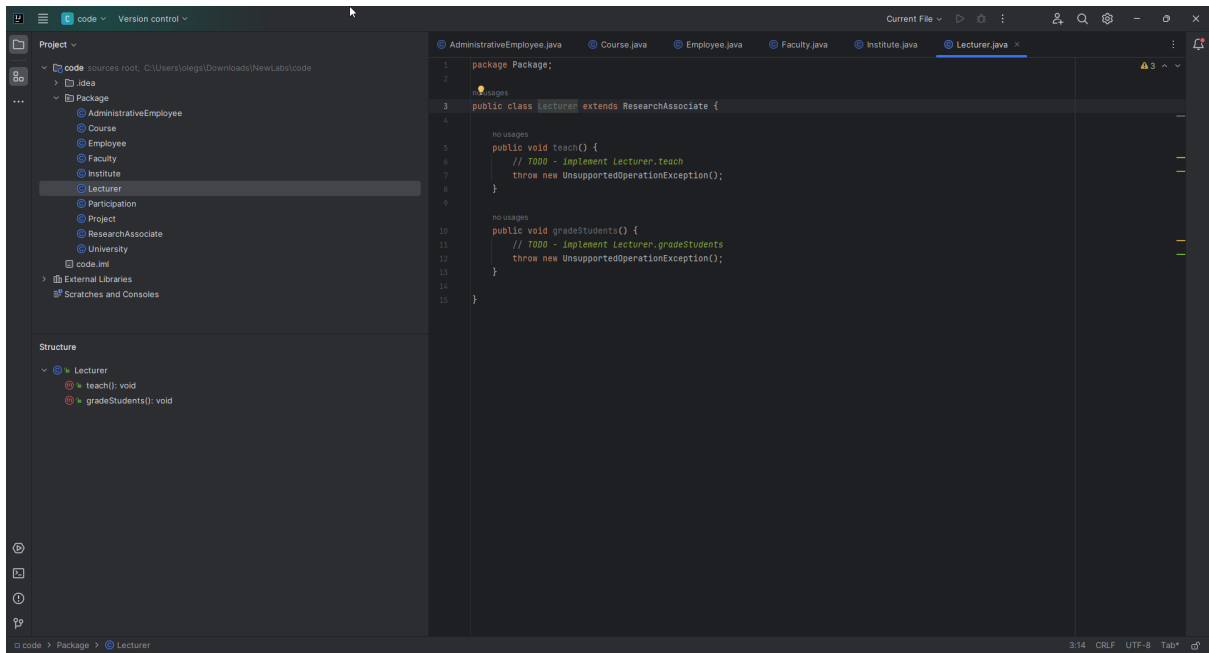 C code Version control Current File
Project
AdministrativeEmployee.java Course.java Employee.java Faculty.java Institute.java Lecturer.java
code sources root, C:\Users\olegs\Downloads\NewLabs\code
.idea
Package
AdministrativeEmployee
Course
Employee
Faculty
Institute
Lecturer
Participation
Project
ResearchAssociate
University
code.iml
External Libraries
Scratches and Consoles
Structure
Lecturer
teach(): void
gradeStudents(): void
3
1 package Package;
2
usages
3 public class Lecturer extends ResearchAssociate {
4
no usages
5 public void teach() {
6 // TODO - implement Lecturer.teach
7 throw new UnsupportedOperationException();
8 }
9
no usages
10 public void gradeStudents() {
11 // TODO - implement Lecturer.gradeStudents
12 throw new UnsupportedOperationException();
13 }
14
15 }
code > Package > Lecturer 3:14 CRLF UTF-8 Tab*